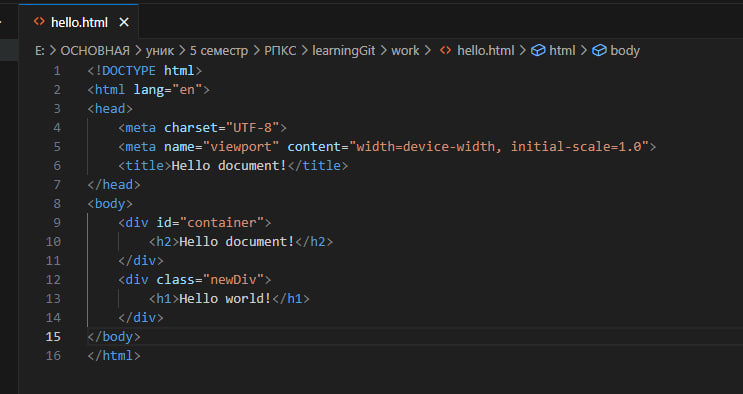 hello.html
E: > ОСНОВНАЯ > уник > 5 семестр > РПКС > learningGit > work > hello.html > html > body
1 <!DOCTYPE html>
2 <html lang="en">
3 <head>
4     <meta charset="UTF-8">
5     <meta name="viewport" content="width=device-width, initial-scale=1.0">
6     <title>Hello document!</title>
7 </head>
8 <body>
9     <div id="container">
10         <h2>Hello document!</h2>
11     </div>
12     <div class="newDiv">
13         <h1>Hello world!</h1>
14     </div>
15 </body>
16 </html>